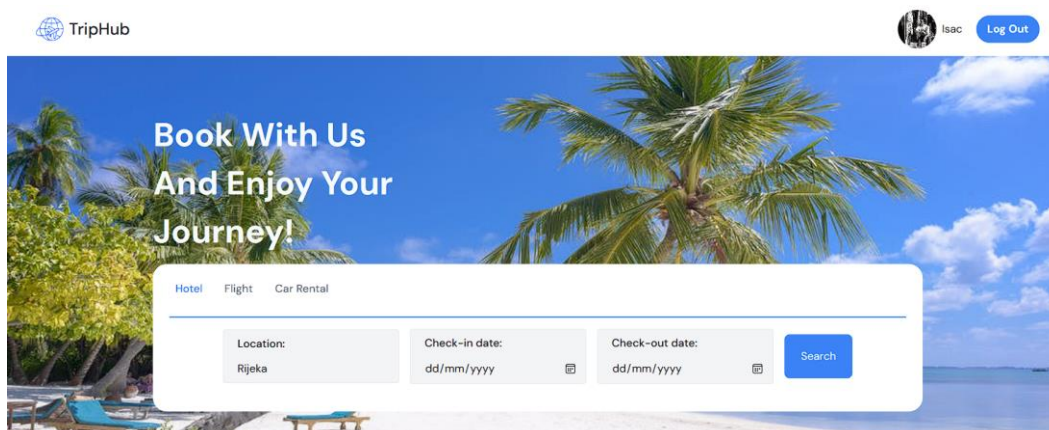 TripHub
Isac
Log Out
Book With Us
And Enjoy Your
Journey!
Hotel Flight Car Rental
Location: Check-in date: Check-out date:
Rijeka dd/mm/yyyy dd/mm/yyyy Search